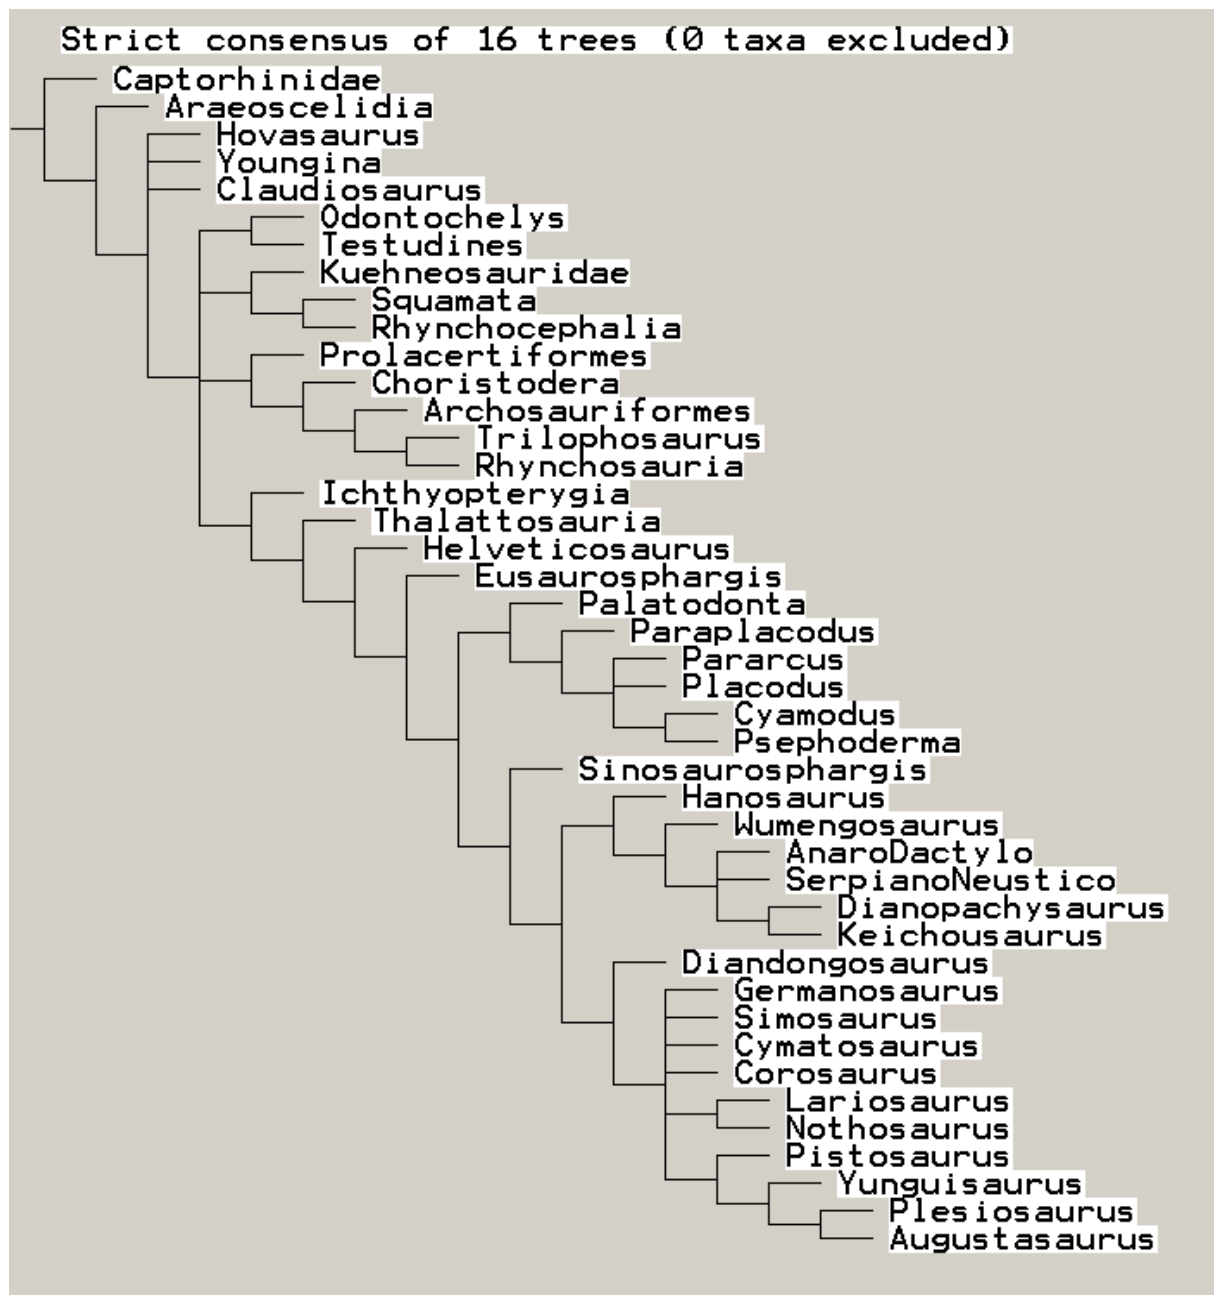 Strict consensus of 16 trees (0 taxa excluded)
Captorhinidae
Araeoscelidia
Hovasaurus
Youngina
Claudiosaurus
Odontochelys
Testudines
Kuehneosauridae
Squamata
Rhynchocephalia
Prolacertiformes
Choristodera
Archosauriformes
Trilophosaurus
Rhynchosauria
Ichthyopterygia
Thalattosauria
Helveticosaurus
Eusaurosphargis
Palatodonta
Paraplacodus
Pararcus
Placodus
Cyamodus
Psephoderma
Sinosaurosphargis
Hanosaurus
Wumengosaurus
AnaroDactylo
SerpianoNeustico
Dianopachysaurus
Keichousaurus
Diandongosaurus
Germanosaurus
Simosaurus
Cymatosaurus
Corosaurus
Lariosaurus
Nothosaurus
Pistosaurus
Yunguisaurus
Plesiosaurus
Augustasaurus